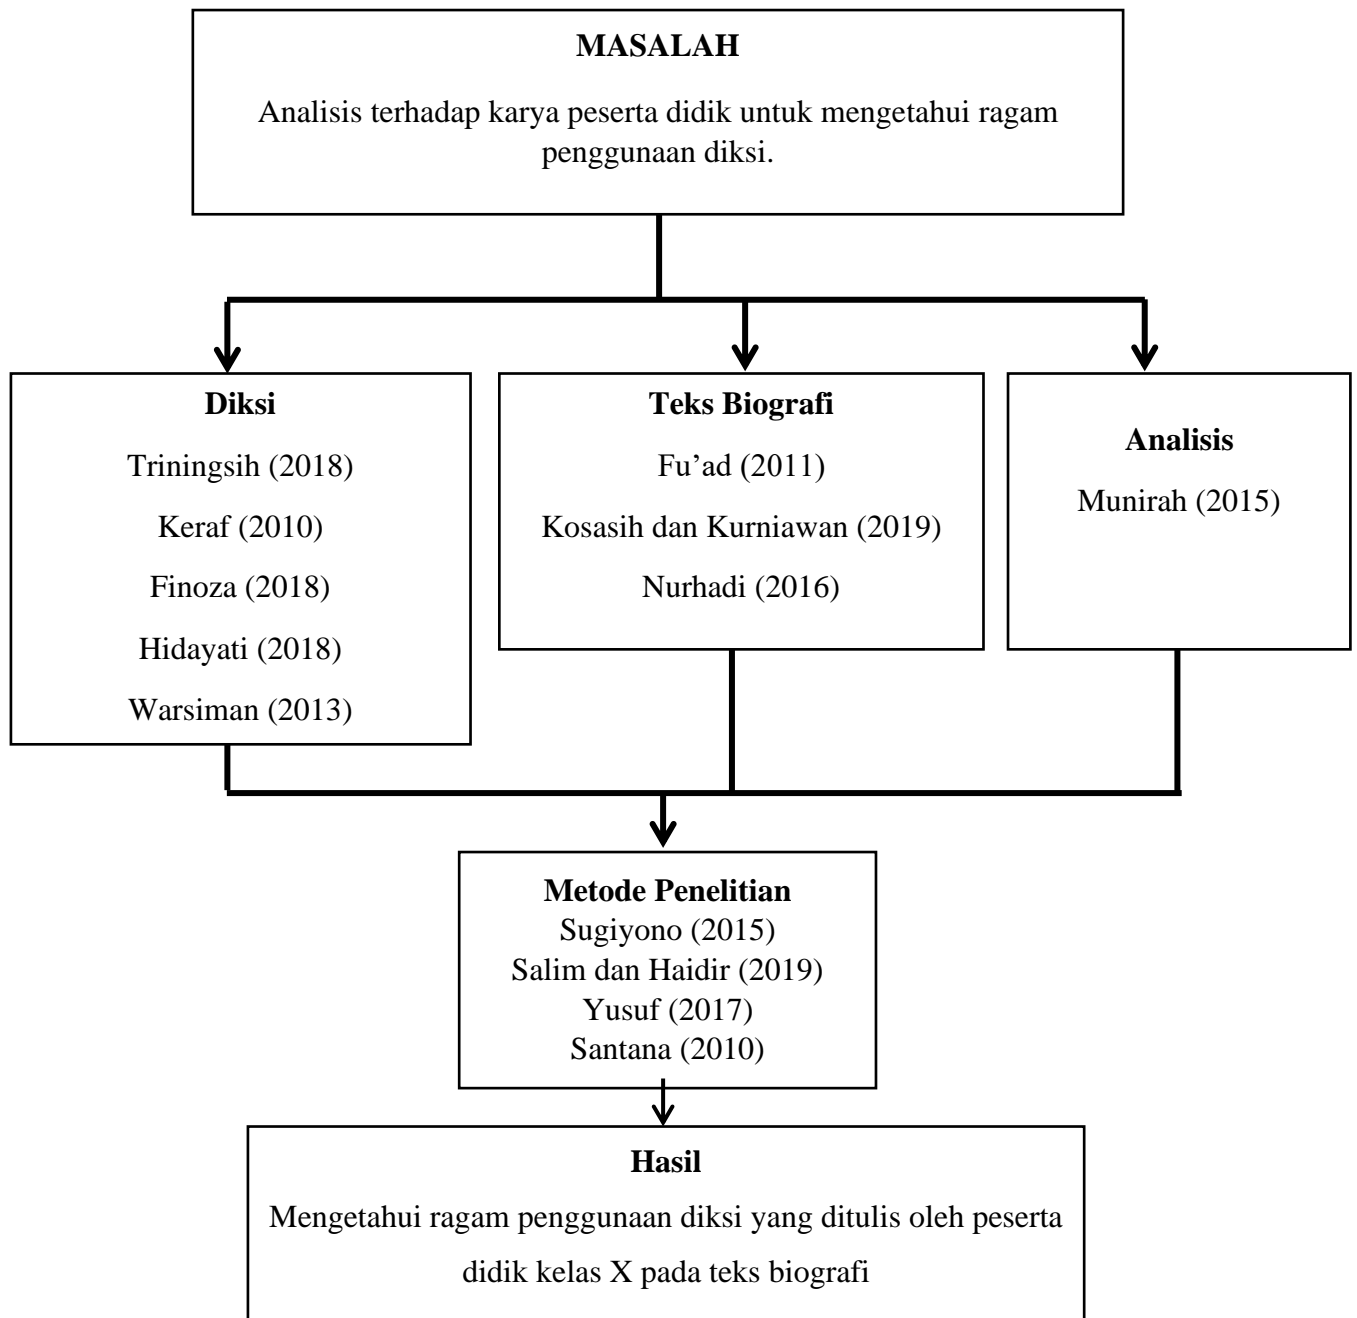 MASALAH
Analisis terhadap karya peserta didik untuk mengetahui ragam
penggunaan diksi.
Diksi
Triningsih (2018)
Keraf (2010)
Finoza (2018)
Hidayati (2018)
Warsiman (2013)
Teks Biografi
Fu’ad (2011)
Kosasih dan Kurniawan (2019)
Nurhadi (2016)
Analisis
Munirah (2015)
Metode Penelitian
Sugiyono (2015)
Salim dan Haidir (2019)
Yusuf (2017)
Santana (2010)
Hasil
Mengetahui ragam penggunaan diksi yang ditulis oleh peserta
didik kelas X pada teks biografi